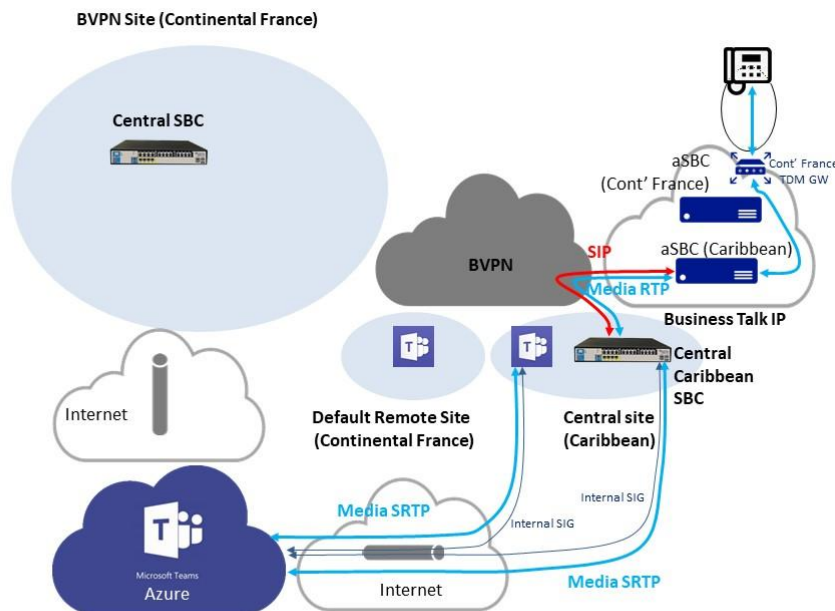 BVPN Site (Continental France)
Central SBC
aSBC
(Cont' France)
Cont' France
TDM GW
BVPN
SIP
aSBC (Caribbean)
Media RTP
Business Talk IP
T
T
Central
Caribbean
SBC
Internet
Default Remote Site
(Continental France)
Central site
(Caribbean)
Media SRTP
Internal SIG
Internal SIG
T
Microsoft Teams
Azure
Internet
Media SRTP